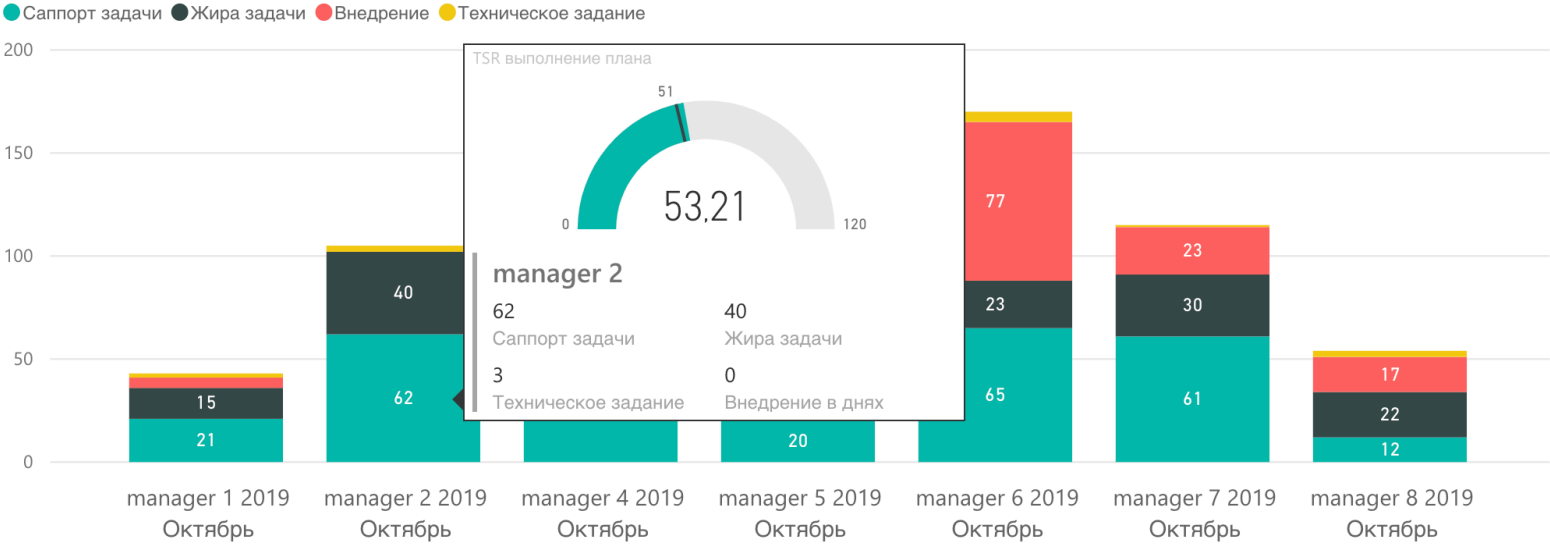 Саппорт задачи Жира задачи Внедрение Техническое задание
200
150
100
50
0
TSR выполнение плана
51
0
53,21
120
manager 2
62 40
Саппорт задачи Жира задачи
3 0
Техническое задание Внедрение в днях
15
21
40
62
20
77
23
65
23
30
61
17
22
12
manager 1 2019 Октябрь
manager 2 2019 Октябрь
manager 4 2019 Октябрь
manager 5 2019 Октябрь
manager 6 2019 Октябрь
manager 7 2019 Октябрь
manager 8 2019 Октябрь